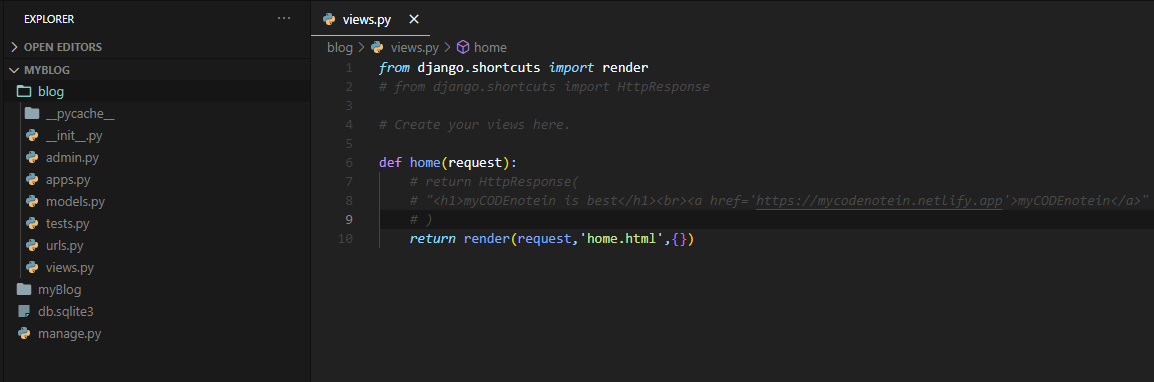 EXPLORER
OPEN EDITORS
MYBLOG
blog
__pycache__
__init__.py
admin.py
apps.py
models.py
tests.py
urls.py
views.py
myBlog
db.sqlite3
manage.py
views.py
blog > views.py > home
1 from django.shortcuts import render
2 # from django.shortcuts import HttpResponse
3
4 # Create your views here.
5
6 def home(request):
7     # return HttpResponse(
8     # "<h1>myCODEnotein is best</h1><br><a href='https://mycodenotein.netlify.app'>myCODEnotein</a>"
9     # )
10     return render(request,'home.html',{})